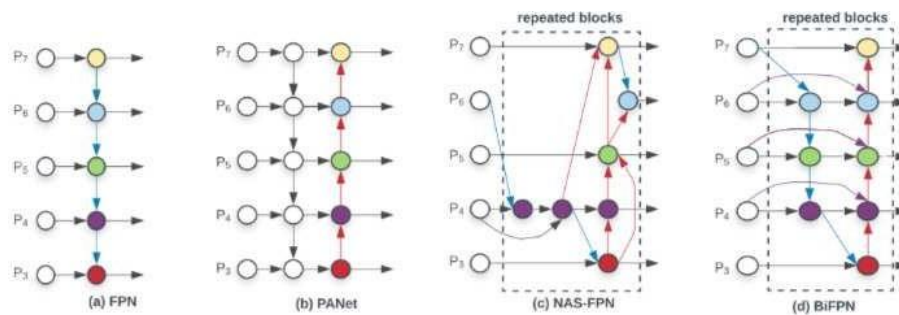 repeated blocks
repeated blocks
P7
P7
P7
P7
P6
P6
P6
P6
P5
P5
P5
P5
P4
P4
P4
P4
P3
P3
P3
P3
(a) FPN
(b) PANet
(c) NAS-FPN
(d) BiFPN